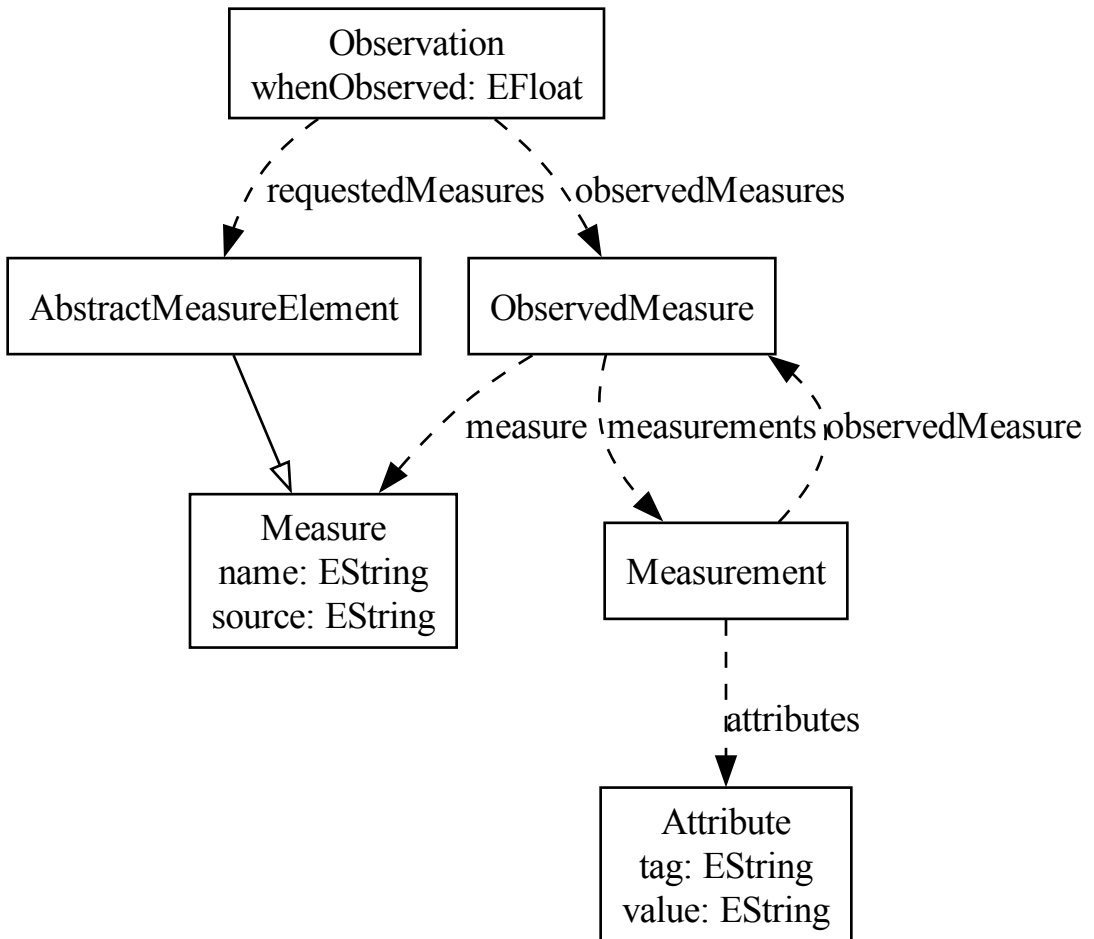 Observation
whenObserved: EFloat
requestedMeasures
observedMeasures
AbstractMeasureElement
ObservedMeasure
measure
measurements
observedMeasure
Measure
name: EString
source: EString
Measurement
attributes
Attribute
tag: EString
value: EString